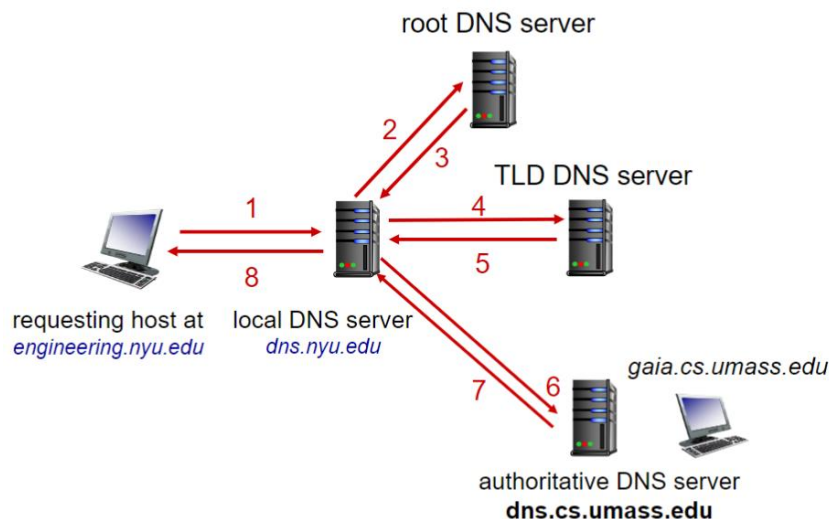 root DNS server
2
3
TLD DNS server
1
4
8
5
requesting host at
engineering.nyu.edu
local DNS server
dns.nyu.edu
gaia.cs.umass.edu
7
6
authoritative DNS server
dns.cs.umass.edu